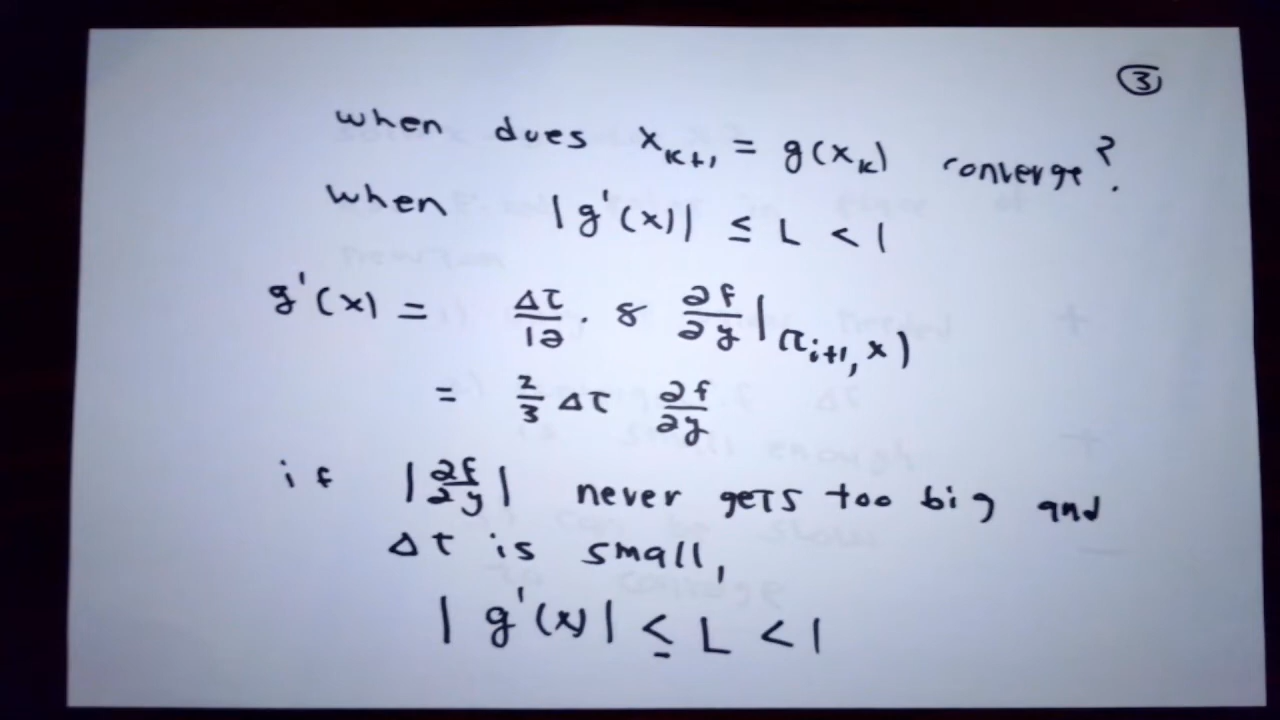 ③
when does x_{k+1} = g(x_k) converge?
when |g'(x)| ≤ L < 1
g'(x) = Δt/12 · 8 ∂f/∂y |(t_{i+1}, x)
= 2/3 Δt ∂f/∂y
if |∂f/∂y| never gets too big and
Δt is small,
|g'(x)| ≤ L < 1